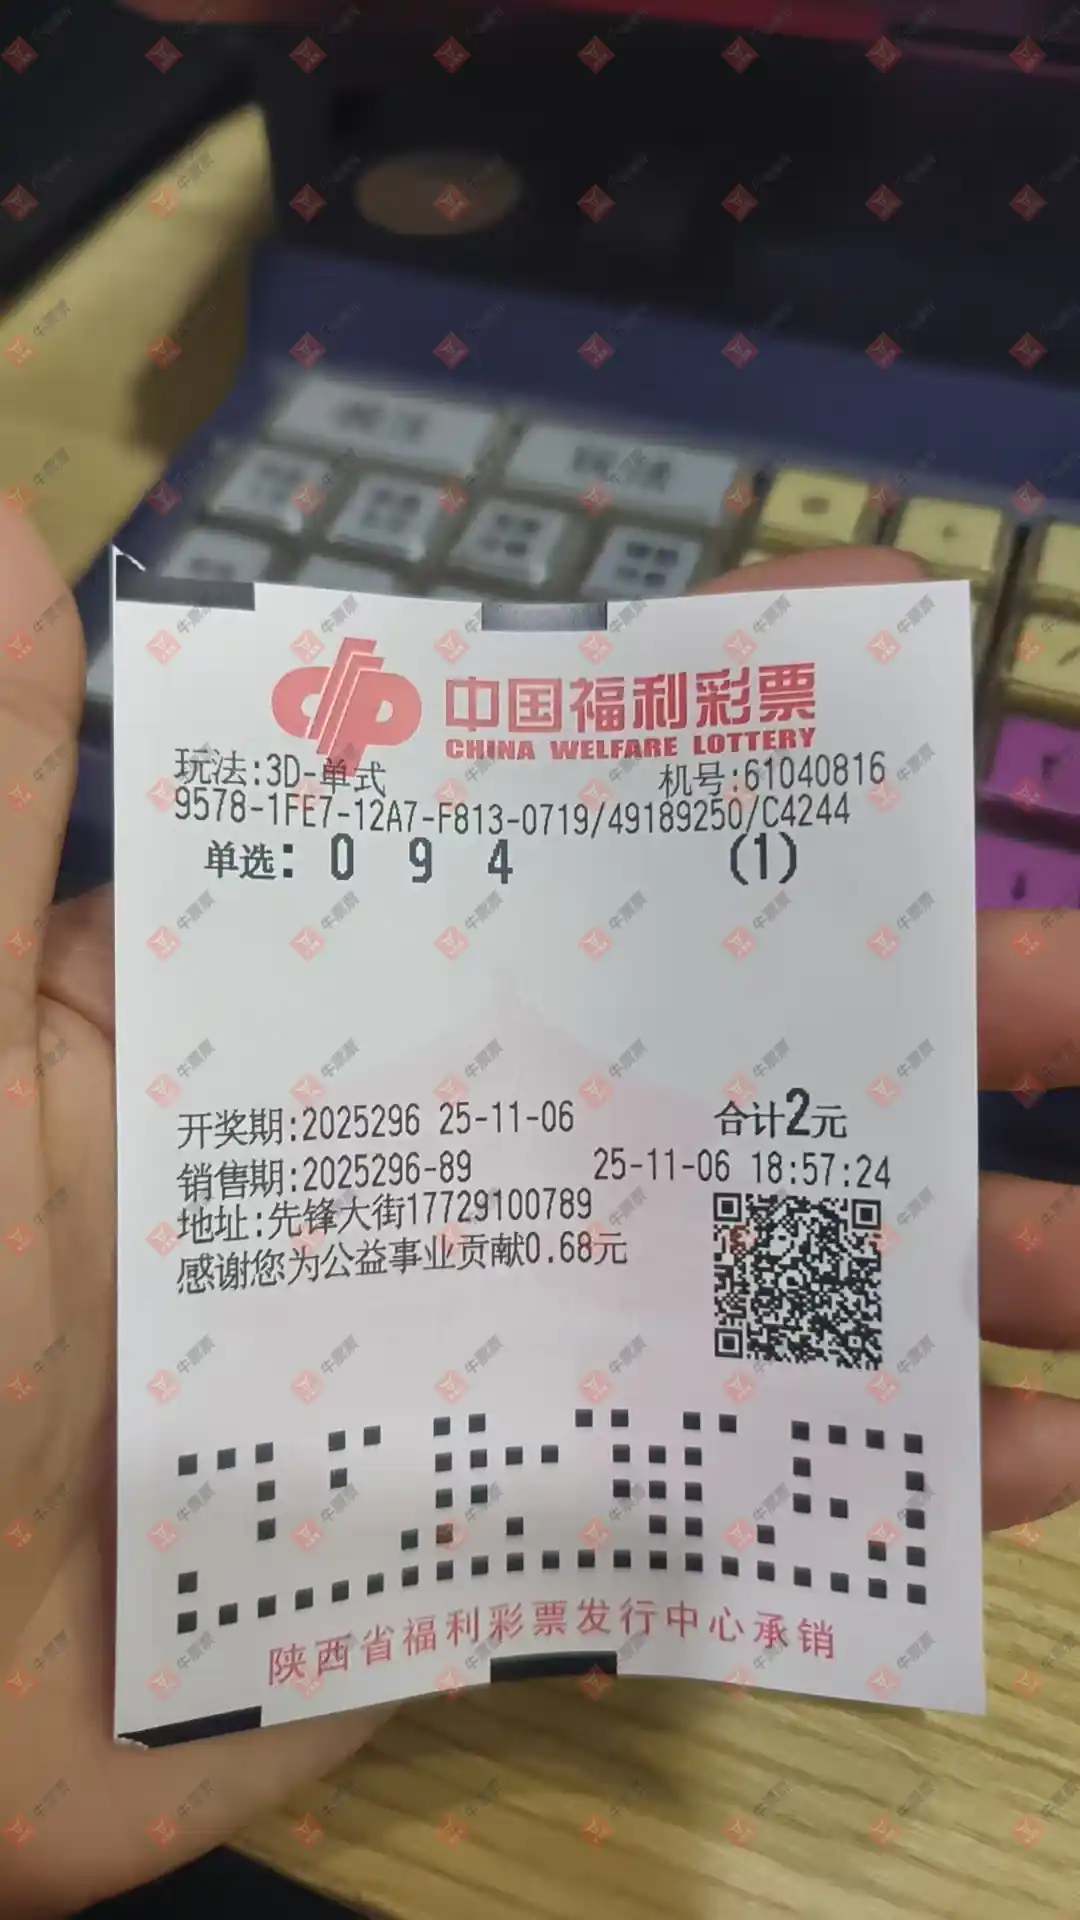 中国福利彩票
CHINA WELFARE LOTTERY
玩法:3D-单式 机号:61040816
9578-1FE7-12A7-F813-0719/49189250/C4244
单选: 0 9 4 (1)
开奖期:2025296 25-11-06 合计2元
销售期:2025296-89 25-11-06 18:57:24
地址:先锋大街17729100789
感谢您为公益事业贡献0.68元
陕西省福利彩票发行中心承销
牛票票